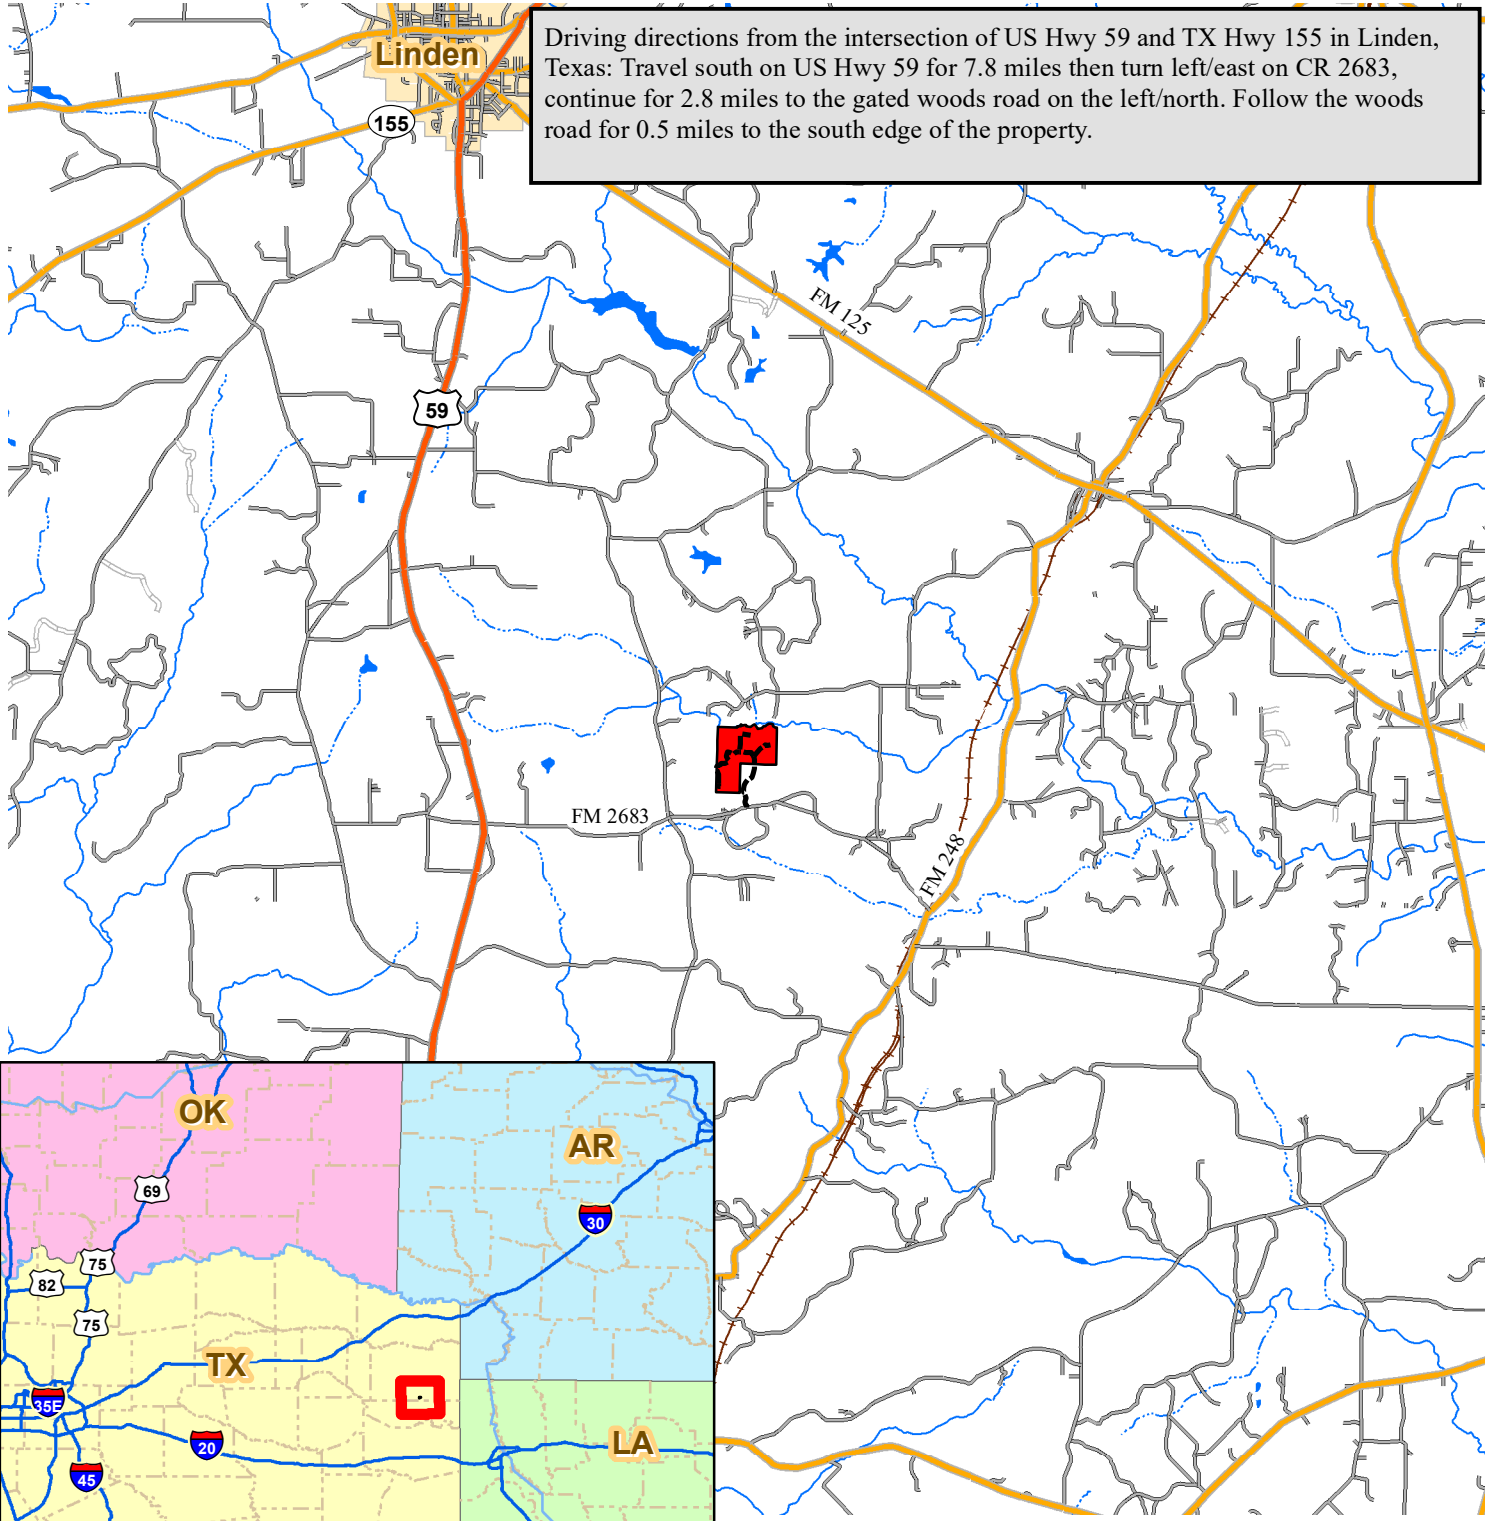 Driving directions from the intersection of US Hwy 59 and TX Hwy 155 in Linden,
Texas: Travel south on US Hwy 59 for 7.8 miles then turn left/east on CR 2683,
continue for 2.8 miles to the gated woods road on the left/north. Follow the woods
road for 0.5 miles to the south edge of the property.
Linden
155
FM 125
59
FM 2683
FM 248
OK
AR
69
30
75
82
75
TX
35E
20
LA
45